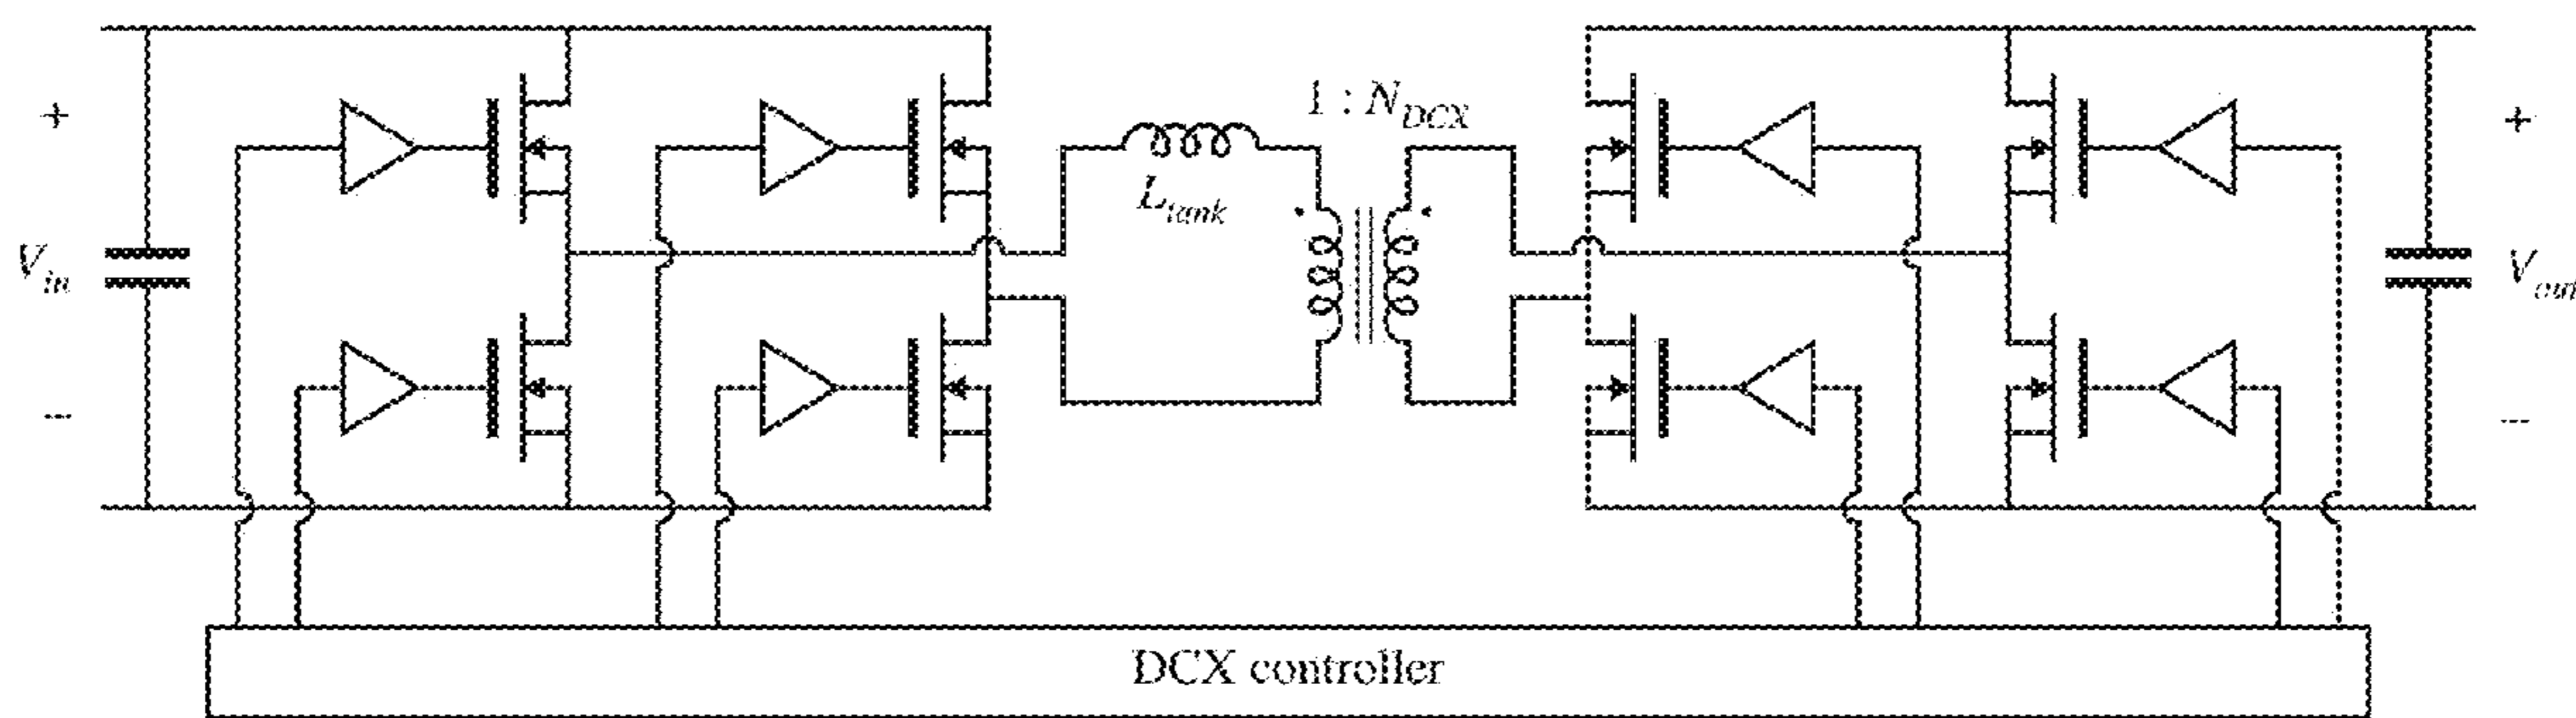 +
1 : N_DCX
+
L_tank
V_in
V_out
–
–
DCX controller